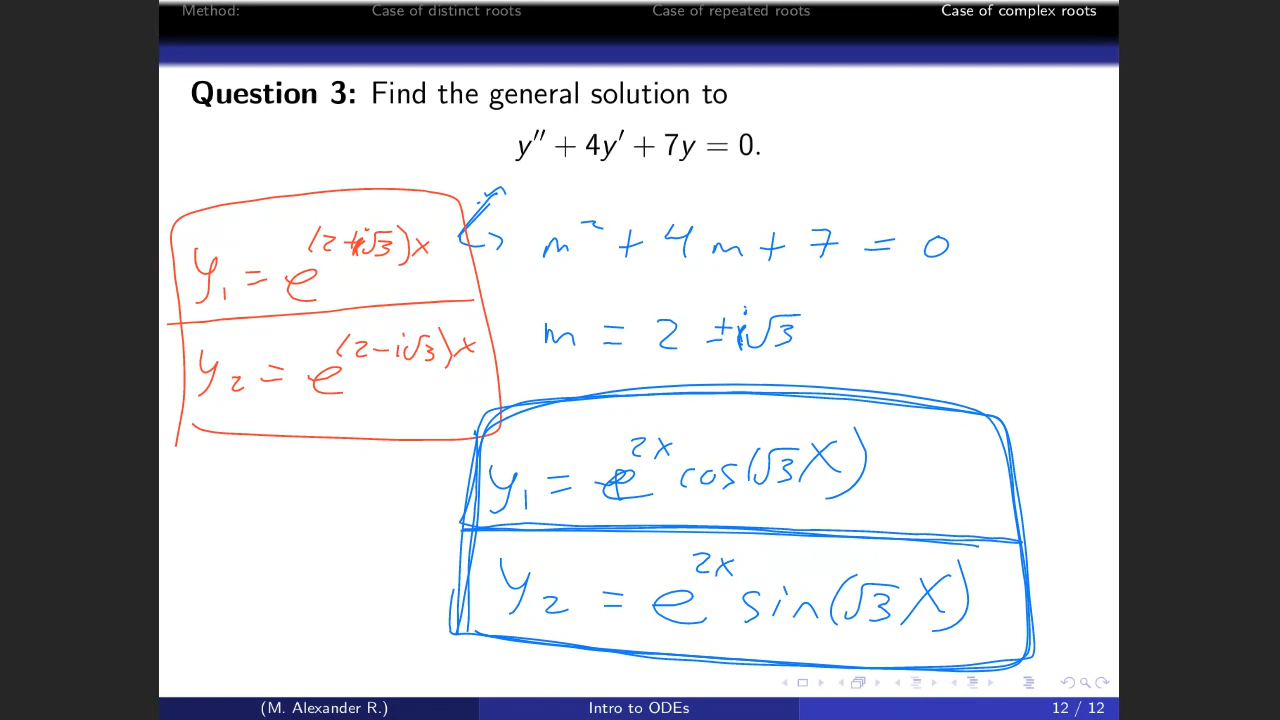 Method: Case of distinct roots Case of repeated roots Case of complex roots
Question 3: Find the general solution to
y″ + 4y′ + 7y = 0.
m² + 4m + 7 = 0
m = 2 ± i√3
y₁ = e^(2+i√3)x
y₂ = e^(2-i√3)x
y₁ = e^2x cos(√3x)
y₂ = e^2x sin(√3x)
(M. Alexander R.) Intro to ODEs 12 / 12